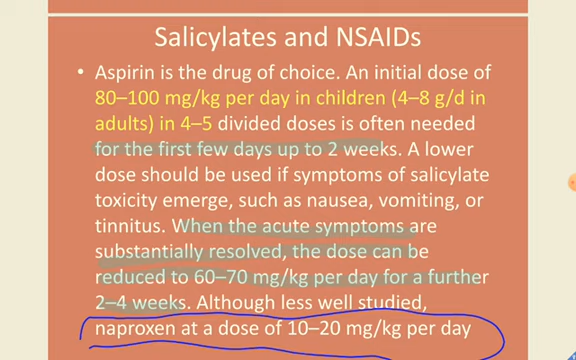 Salicylates and NSAIDs
• Aspirin is the drug of choice. An initial dose of
80–100 mg/kg per day in children (4–8 g/d in
adults) in 4–5 divided doses is often needed
for the first few days up to 2 weeks. A lower
dose should be used if symptoms of salicylate
toxicity emerge, such as nausea, vomiting, or
tinnitus. When the acute symptoms are
substantially resolved, the dose can be
reduced to 60–70 mg/kg per day for a further
2–4 weeks. Although less well studied,
naproxen at a dose of 10–20 mg/kg per day